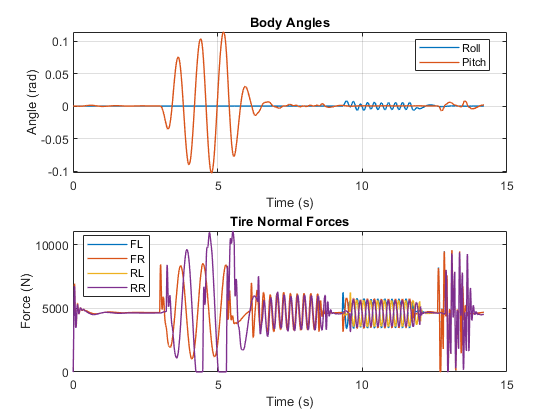 Body Angles
0.1
0.05
0
-0.05
-0.1
Angle (rad)
Roll
Pitch
0
5
10
15
Time (s)
Tire Normal Forces
10000
5000
0
Force (N)
FL
FR
RL
RR
0
5
10
15
Time (s)